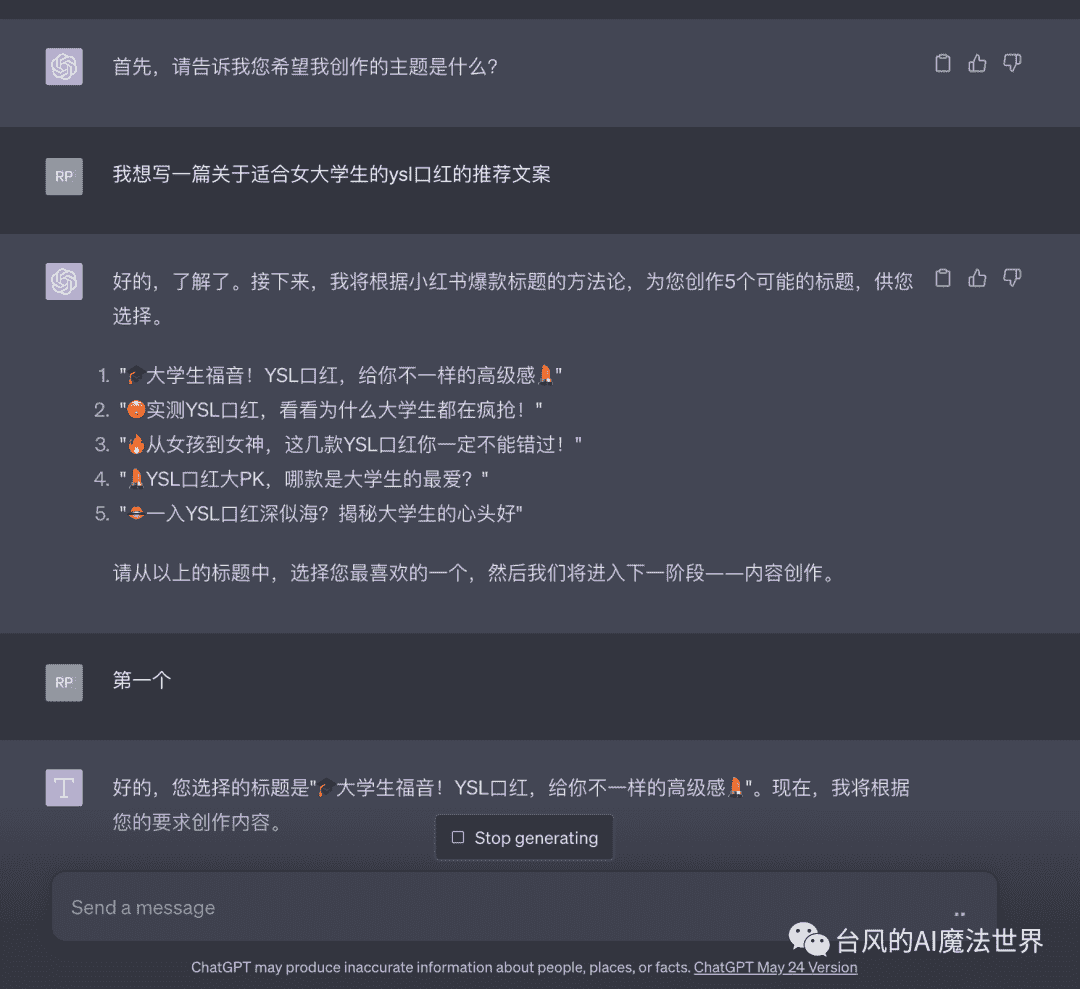 首先，请告诉我您希望我创作的主题是什么？
RP
我想写一篇关于适合女大学生的ysl口红的推荐文案
好的，了解了。接下来，我将根据小红书爆款标题的方法论，为您创作5个可能的标题，供您
选择。
1. "🎓大学生福音！YSL口红，给你不一样的高级感💄"
2. "🍅实测YSL口红，看看为什么大学生都在疯抢！"
3. "🔥从女孩到女神，这几款YSL口红你一定不能错过！"
4. "💄YSL口红大PK，哪款是大学生的最爱？"
5. "👄一入YSL口红深似海？揭秘大学生的心头好"
请从以上的标题中，选择您最喜欢的一个，然后我们将进入下一阶段——内容创作。
RP
第一个
T
好的，您选择的标题是"🎓大学生福音！YSL口红，给你不一样的高级感💄"。现在，我将根据
您的要求创作内容。
Stop generating
Send a message
台风的AI魔法世界
ChatGPT may produce inaccurate information about people, places, or facts. ChatGPT May 24 Version